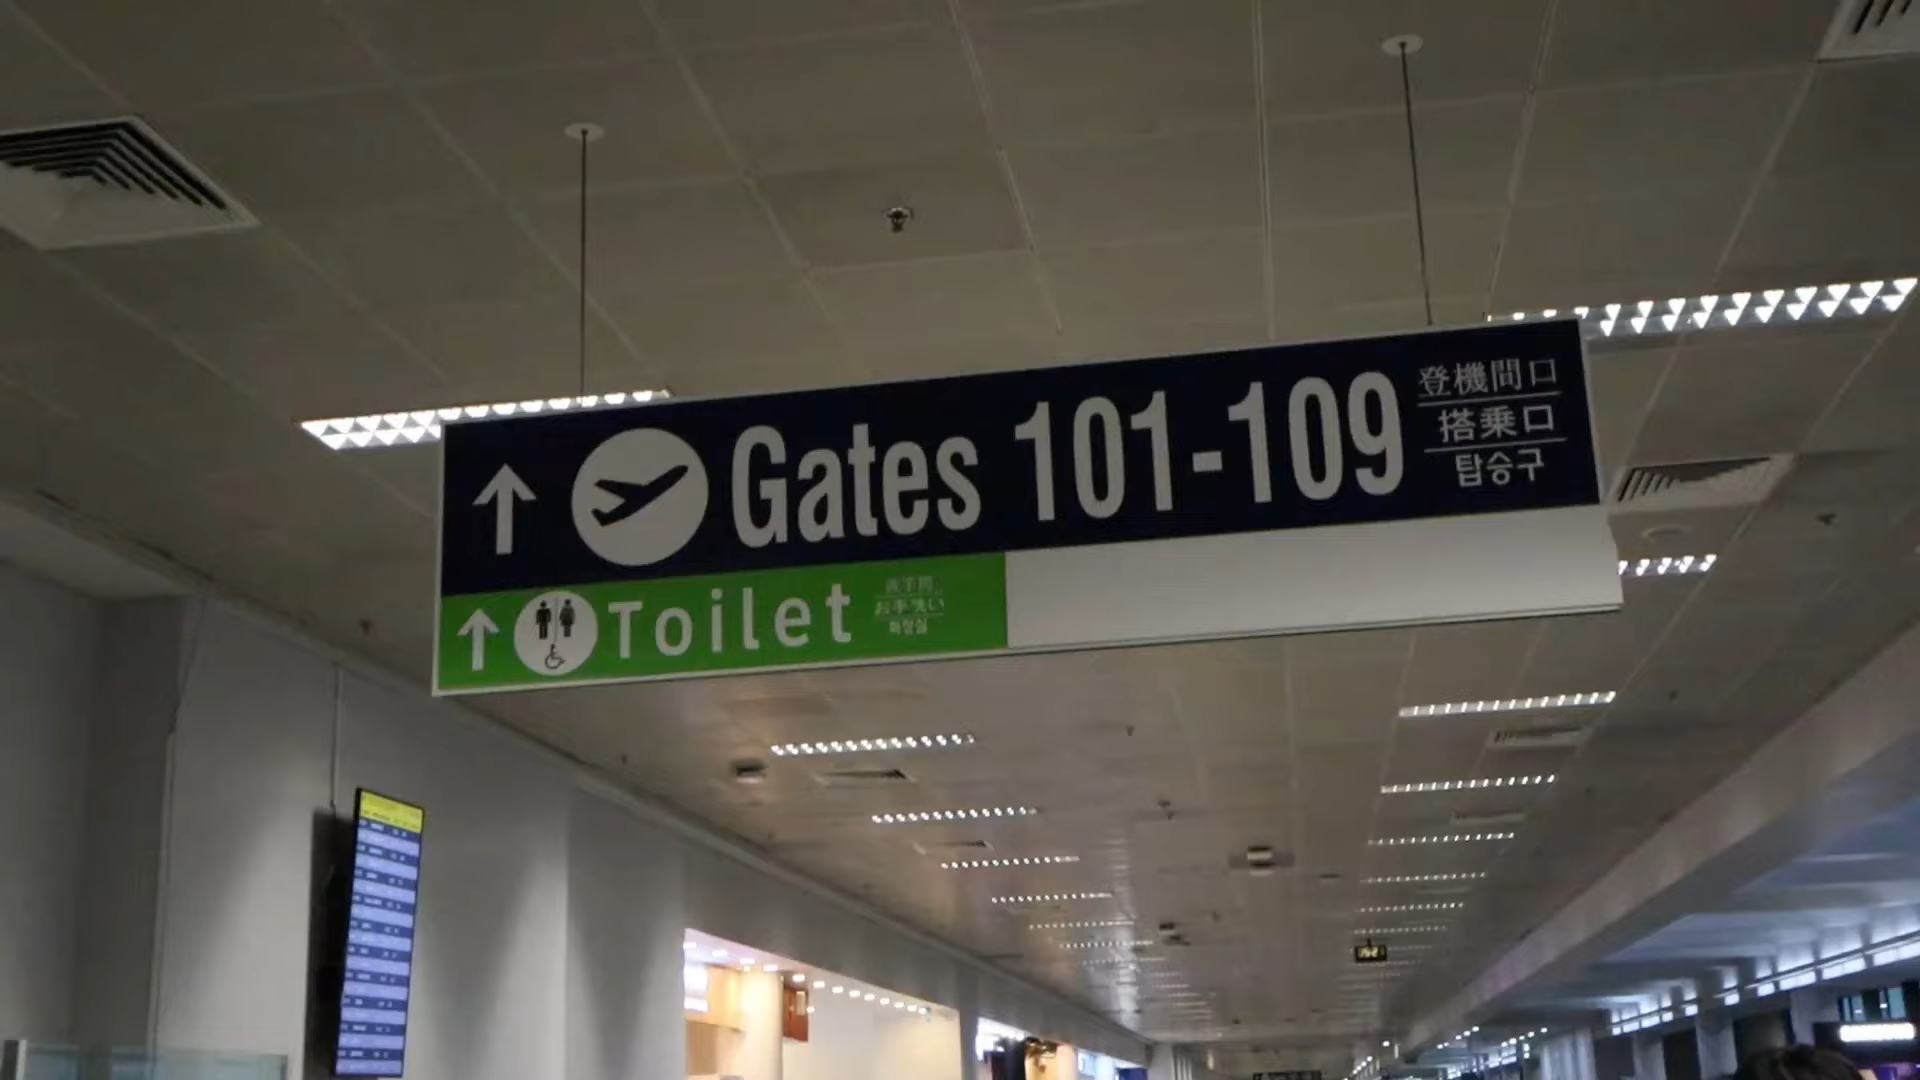 Gates 101-109
登機間口
搭乗口
탑승구
Toilet
洗手間
お手洗い
화장실